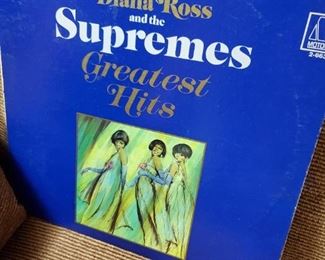 Diana Ross
and the
Supremes
Greatest
Hits